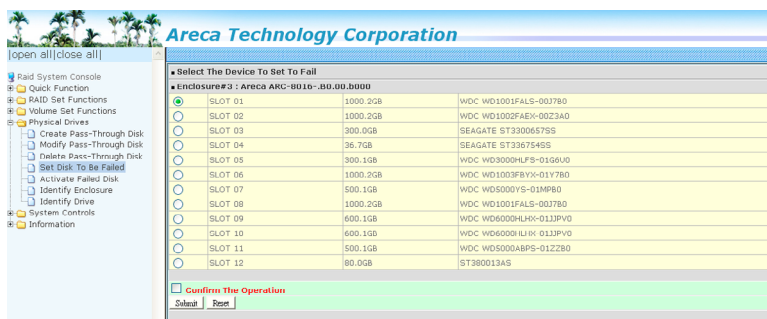 Areca Technology Corporation
|open all|close all|
Raid System Console
Quick Function
RAID Set Functions
Volume Set Functions
Physical Drives
Create Pass-Through Disk
Modify Pass-Through Disk
Delete Pass-Through Disk
Set Disk To Be Failed
Activate Failed Disk
Identify Enclosure
Identify Drive
System Controls
Information
Select The Device To Set To Fail
Enclosure#3 : Areca ARC-8016-.B0.00.b000
SLOT 01 1000.2GB WDC WD1001FALS-00J7B0
SLOT 02 1000.2GB WDC WD1002FAEX-00Z3A0
SLOT 03 300.0GB SEAGATE ST3300657SS
SLOT 04 36.7GB SEAGATE ST336754SS
SLOT 05 300.1GB WDC WD3000HLFS-01G6U0
SLOT 06 1000.2GB WDC WD1003FBYX-01Y7B0
SLOT 07 500.1GB WDC WD5000YS-01MPB0
SLOT 08 1000.2GB WDC WD1001FALS-00J7B0
SLOT 09 600.1GB WDC WD6000HLHX-01JJPV0
SLOT 10 600.1GB WDC WD6000HLHX-01JJPV0
SLOT 11 500.1GB WDC WD5000ABPS-01ZZB0
SLOT 12 80.0GB ST380013AS
Confirm The Operation
Submit Reset